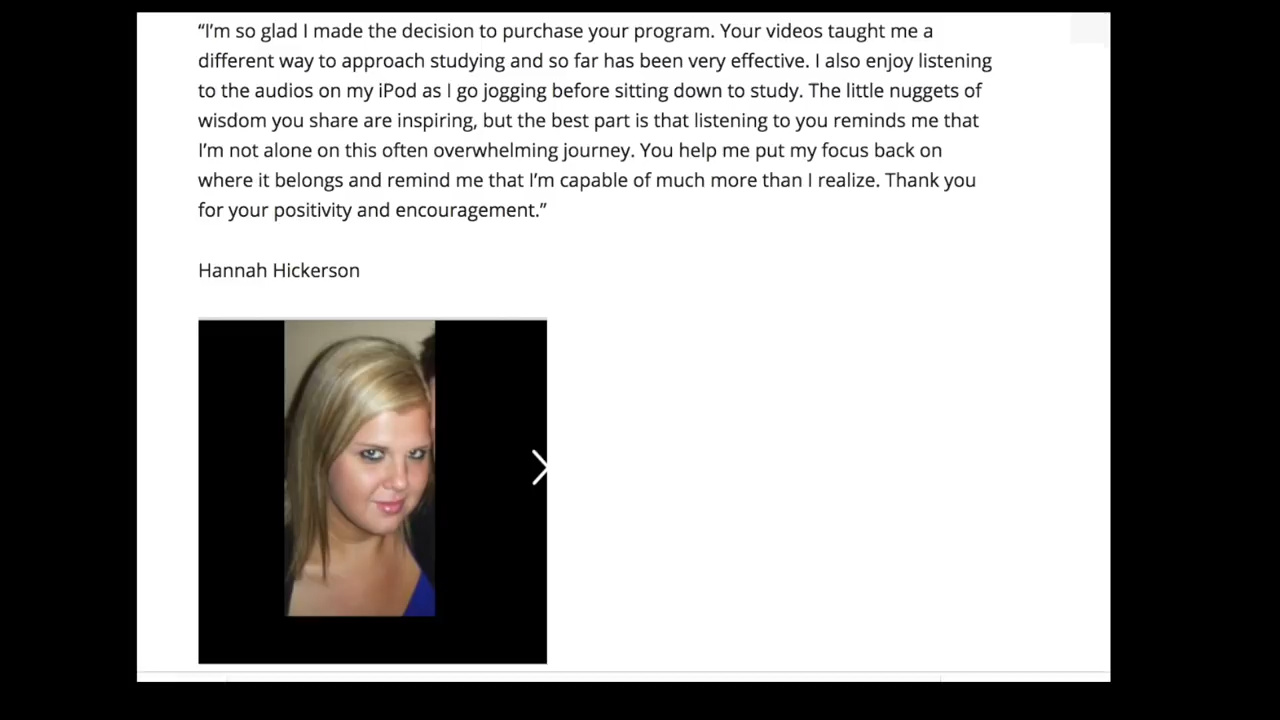 “I’m so glad I made the decision to purchase your program. Your videos taught me a
different way to approach studying and so far has been very effective. I also enjoy listening
to the audios on my iPod as I go jogging before sitting down to study. The little nuggets of
wisdom you share are inspiring, but the best part is that listening to you reminds me that
I’m not alone on this often overwhelming journey. You help me put my focus back on
where it belongs and remind me that I’m capable of much more than I realize. Thank you
for your positivity and encouragement.”
Hannah Hickerson